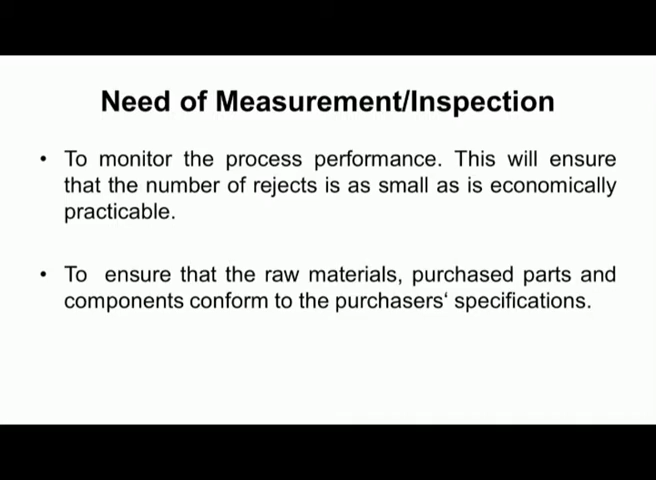 Need of Measurement/Inspection
• To monitor the process performance. This will ensure
that the number of rejects is as small as is economically
practicable.
• To ensure that the raw materials, purchased parts and
components conform to the purchasers‘ specifications.